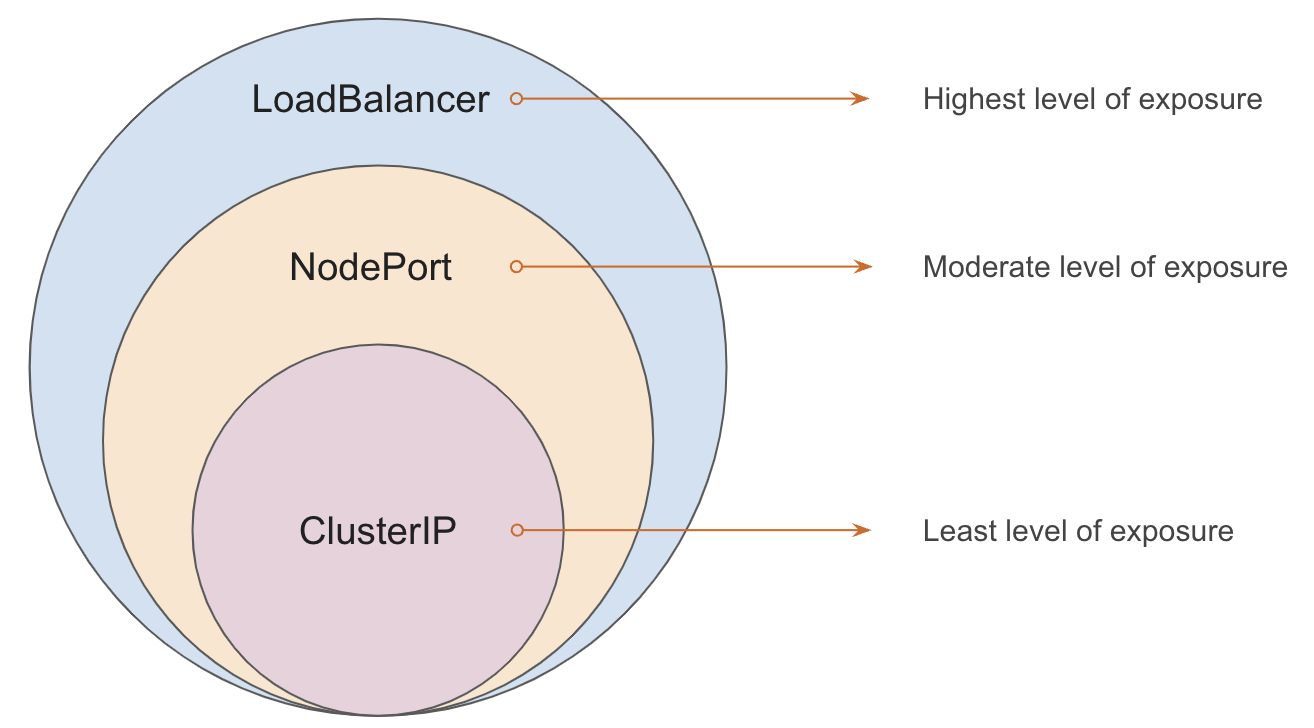 LoadBalancer
Highest level of exposure
NodePort
Moderate level of exposure
ClusterIP
Least level of exposure